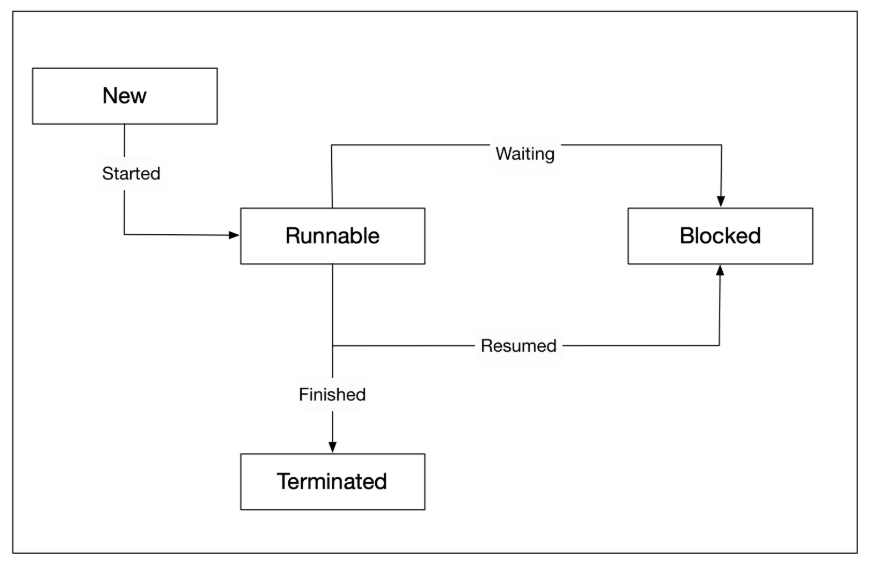 New
Started
Waiting
Runnable
Blocked
Resumed
Finished
Terminated